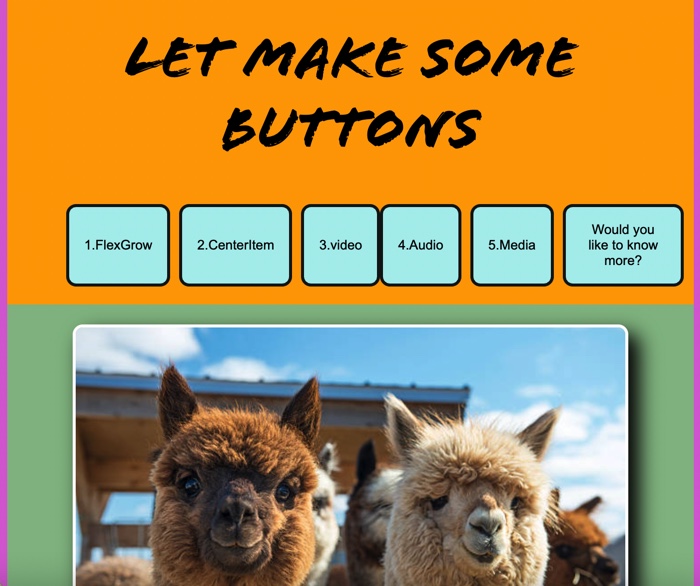 LET MAKE SOME
BUTTONS
1.FlexGrow
2.CenterItem
3.video
4.Audio
5.Media
Would you
like to know
more?